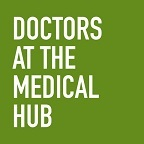 DOCTORS
AT THE
MEDICAL
HUB